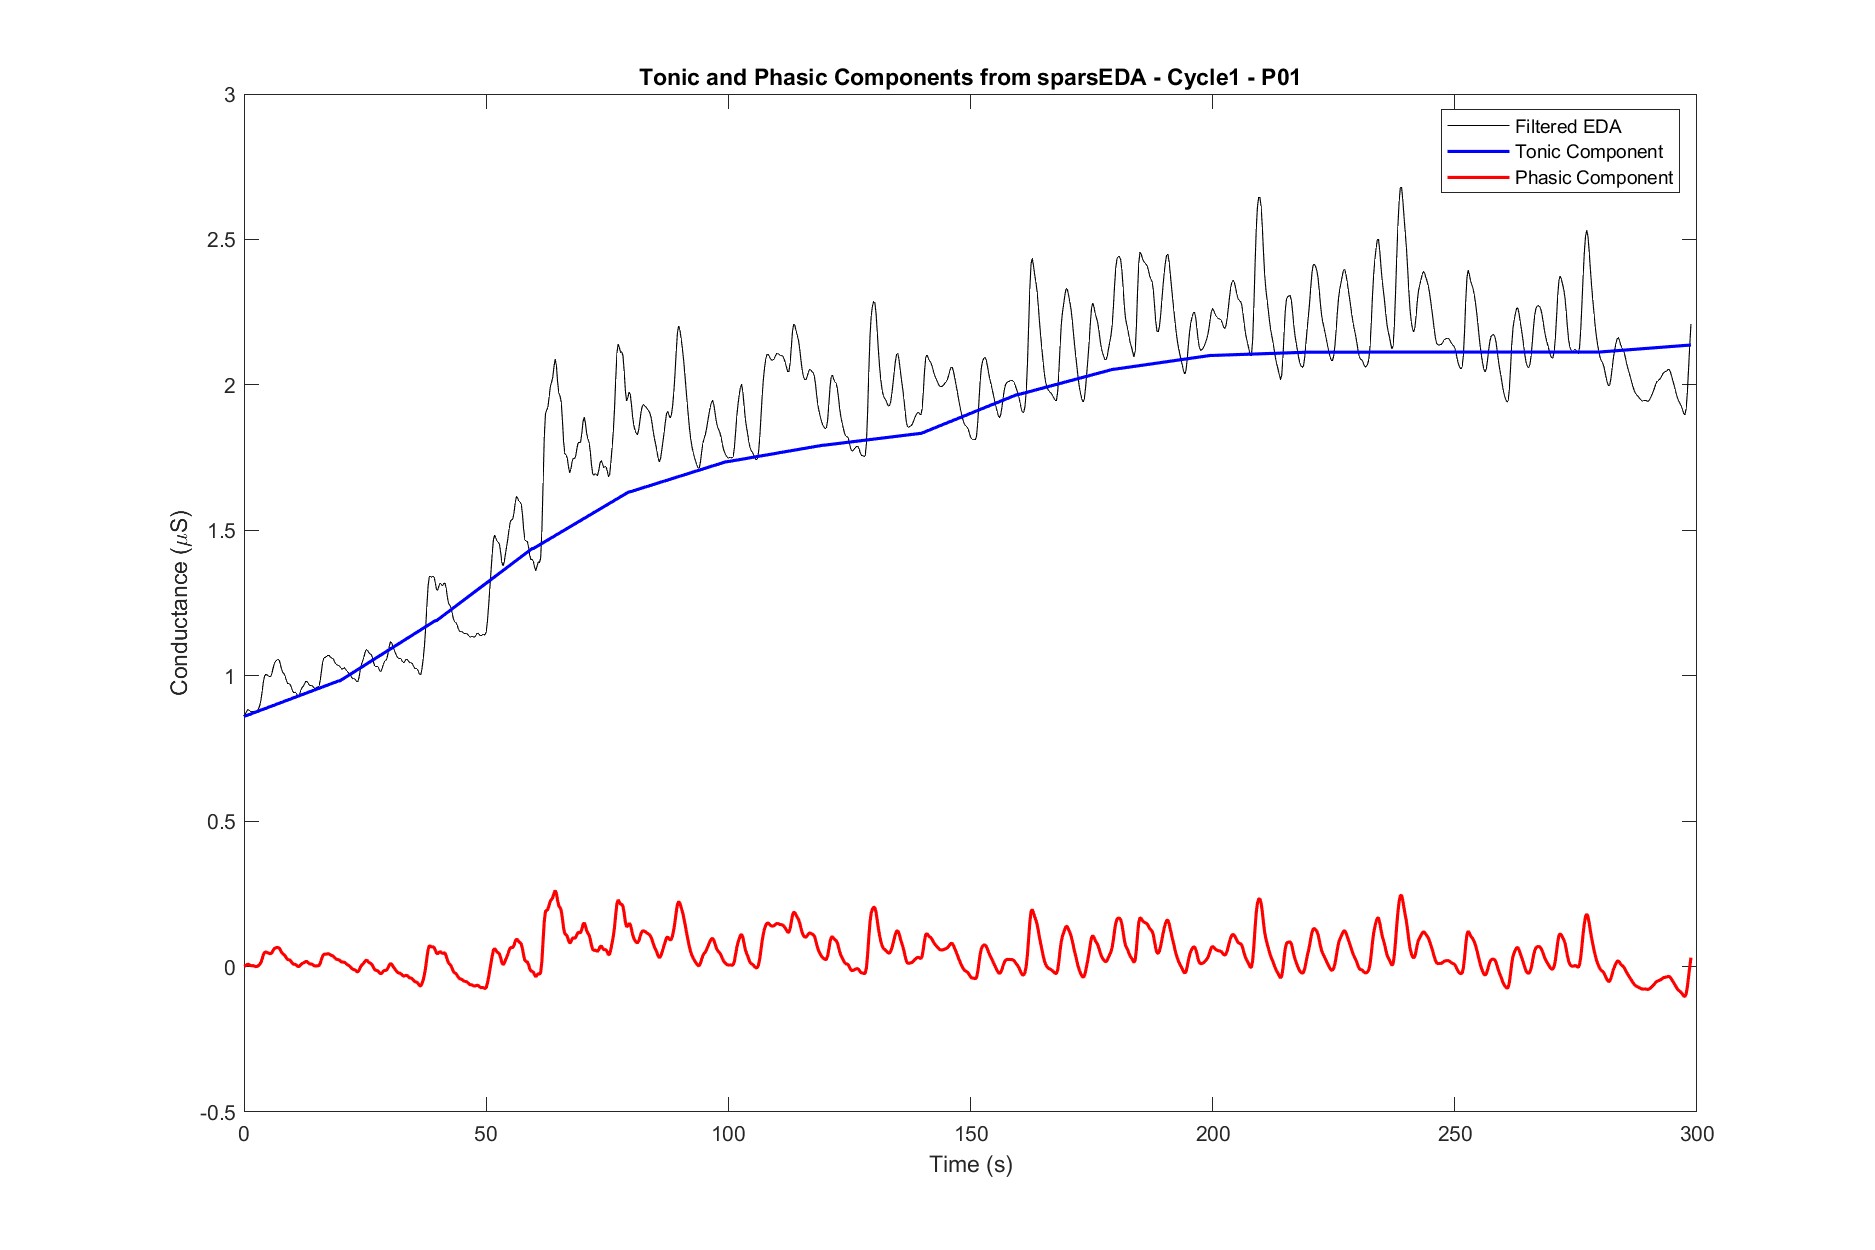 Tonic and Phasic Components from sparsEDA - Cycle1 - P01
3
2.5
2
1.5
1
0.5
0
-0.5
Conductance (μS)
Filtered EDA
Tonic Component
Phasic Component
0 50 100 150 200 250 300
Time (s)